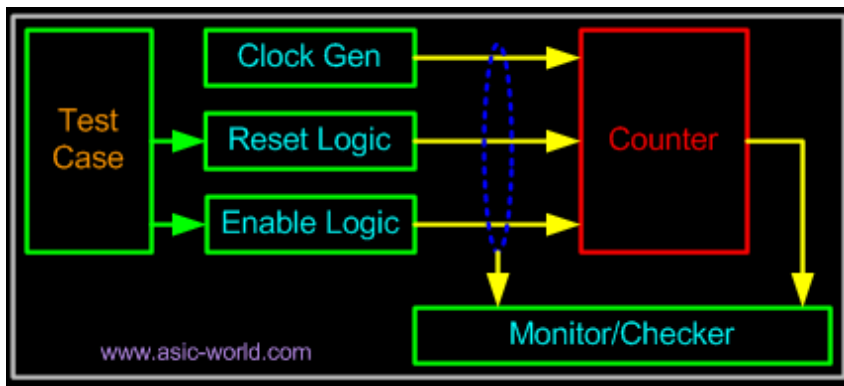 Clock Gen
Test
Case
Reset Logic
Counter
Enable Logic
Monitor/Checker
www.asic-world.com